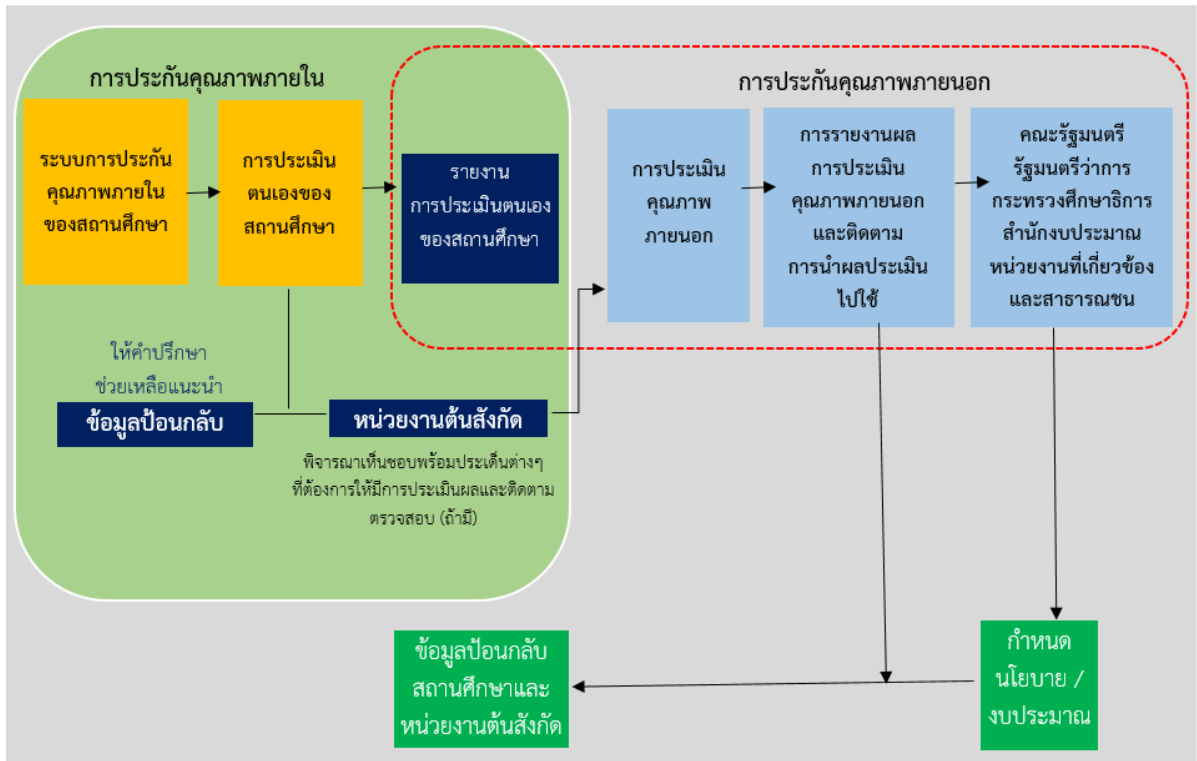 การประกันคุณภาพภายใน
การประกันคุณภาพภายนอก
ระบบการประกัน
คุณภาพภายใน
ของสถานศึกษา
การประเมิน
ตนเองของ
สถานศึกษา
รายงาน
การประเมินตนเอง
ของสถานศึกษา
การประเมิน
คุณภาพ
ภายนอก
การรายงานผล
การประเมิน
คุณภาพภายนอก
และติดตาม
การนำผลประเมิน
ไปใช้
คณะรัฐมนตรี
รัฐมนตรีว่าการ
กระทรวงศึกษาธิการ
สำนักงบประมาณ
หน่วยงานที่เกี่ยวข้อง
และสาธารณชน
ให้คำปรึกษา
ช่วยเหลือแนะนำ
ข้อมูลป้อนกลับ
หน่วยงานต้นสังกัด
พิจารณาเห็นชอบพร้อมประเด็นต่างๆ
ที่ต้องการให้มีการประเมินผลและติดตาม
ตรวจสอบ (ถ้ามี)
ข้อมูลป้อนกลับ
สถานศึกษาและ
หน่วยงานต้นสังกัด
กำหนด
นโยบาย /
งบประมาณ